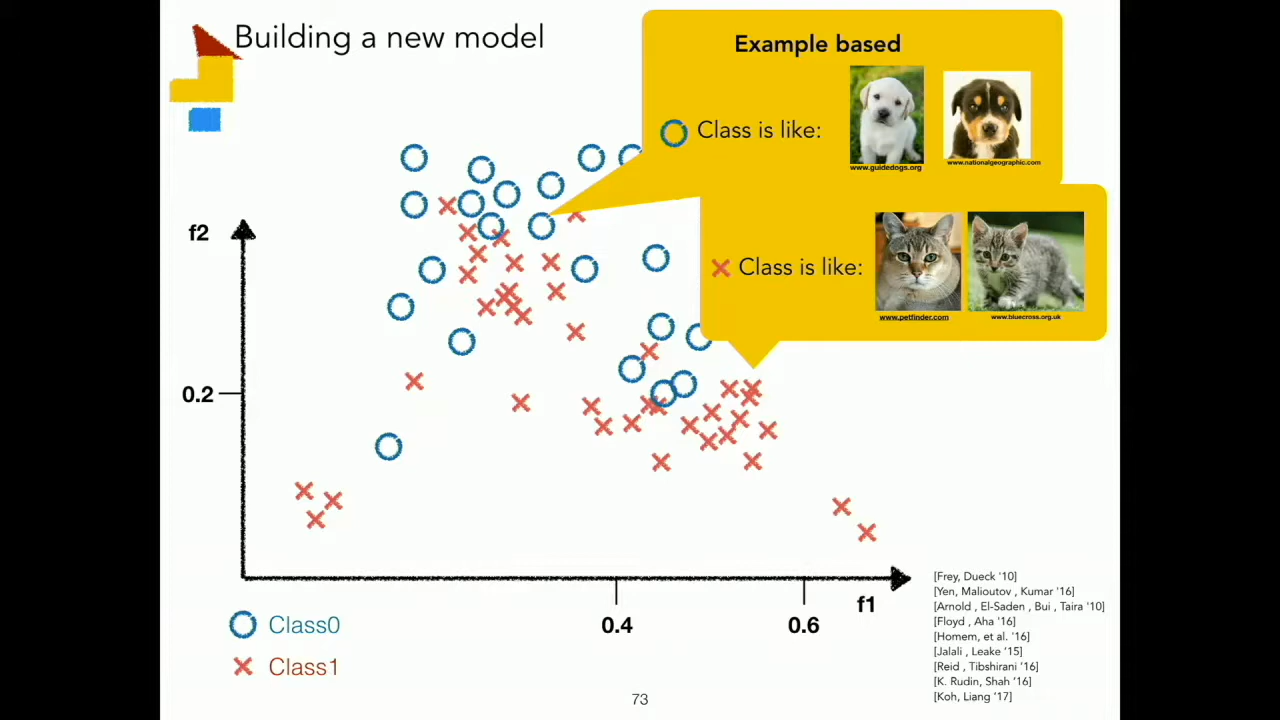 Building a new model
Example based
Class is like:
www.guidedogs.org
www.nationalgeographic.com
Class is like:
www.petfinder.com
www.bluecross.org.uk
f2
0.2
0.4
0.6
f1
Class0
Class1
[Frey, Dueck '10]
[Yen, Malioutov , Kumar '16]
[Arnold , El-Saden , Bui , Taira '10]
[Floyd , Aha '16]
[Homem, et al. '16]
[Jalali , Leake '15]
[Reid , Tibshirani '16]
[K. Rudin, Shah '16]
[Koh, Liang '17]
73